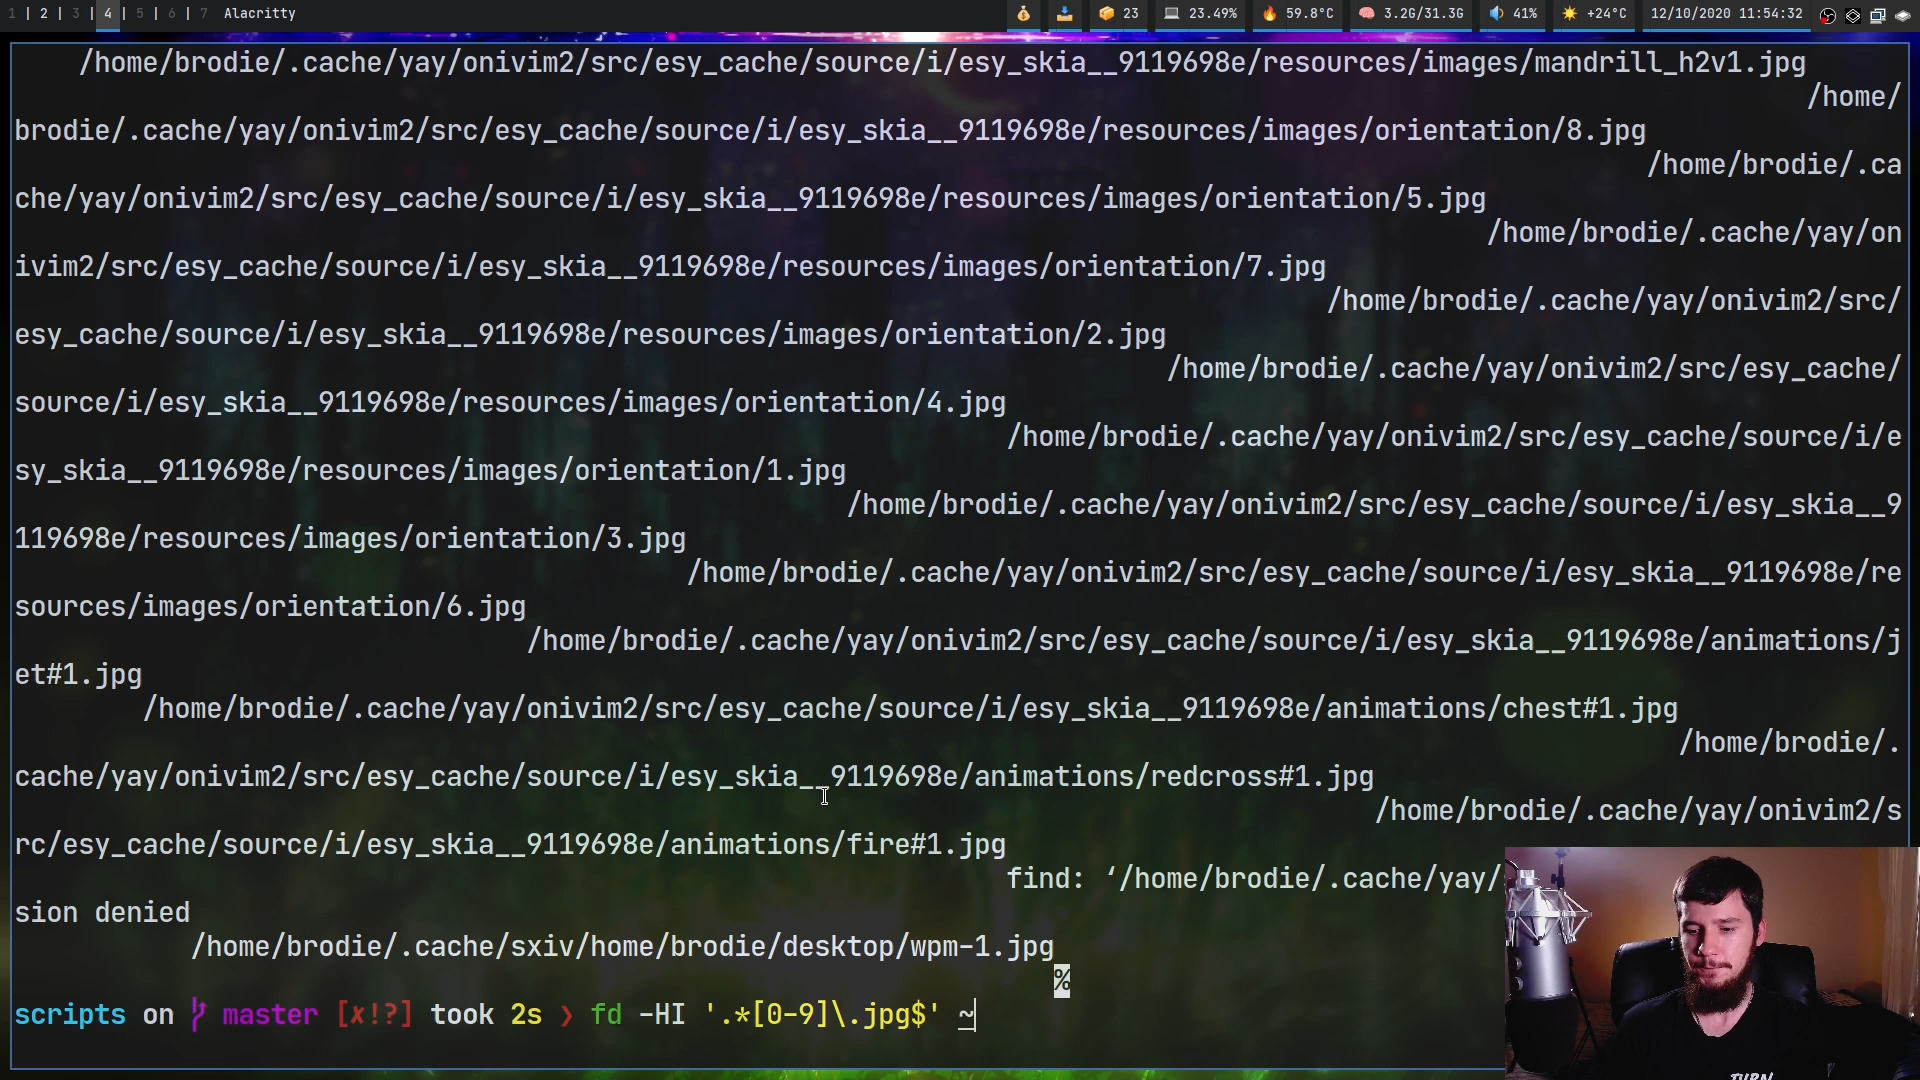 1 | 2 | 3 | 4 | 5 | 6 | 7 Alacritty 23 23.49% 59.8°C 3.2G/31.3G 41% +24°C 12/10/2020 11:54:32
/home/brodie/.cache/yay/onivim2/src/esy_cache/source/i/esy_skia__9119698e/resources/images/mandrill_h2v1.jpg
/home/
brodie/.cache/yay/onivim2/src/esy_cache/source/i/esy_skia__9119698e/resources/images/orientation/8.jpg
/home/brodie/.ca
che/yay/onivim2/src/esy_cache/source/i/esy_skia__9119698e/resources/images/orientation/5.jpg
/home/brodie/.cache/yay/on
ivim2/src/esy_cache/source/i/esy_skia__9119698e/resources/images/orientation/7.jpg
/home/brodie/.cache/yay/onivim2/src/
esy_cache/source/i/esy_skia__9119698e/resources/images/orientation/2.jpg
/home/brodie/.cache/yay/onivim2/src/esy_cache/
source/i/esy_skia__9119698e/resources/images/orientation/4.jpg
/home/brodie/.cache/yay/onivim2/src/esy_cache/source/i/e
sy_skia__9119698e/resources/images/orientation/1.jpg
/home/brodie/.cache/yay/onivim2/src/esy_cache/source/i/esy_skia__9
119698e/resources/images/orientation/3.jpg
/home/brodie/.cache/yay/onivim2/src/esy_cache/source/i/esy_skia__9119698e/re
sources/images/orientation/6.jpg
/home/brodie/.cache/yay/onivim2/src/esy_cache/source/i/esy_skia__9119698e/animations/j
et#1.jpg
/home/brodie/.cache/yay/onivim2/src/esy_cache/source/i/esy_skia__9119698e/animations/chest#1.jpg
/home/brodie/.
cache/yay/onivim2/src/esy_cache/source/i/esy_skia__9119698e/animations/redcross#1.jpg
/home/brodie/.cache/yay/onivim2/s
rc/esy_cache/source/i/esy_skia__9119698e/animations/fire#1.jpg
find: ‘/home/brodie/.cache/yay/
sion denied
/home/brodie/.cache/sxiv/home/brodie/desktop/wpm-1.jpg
%
scripts on master [✘!?] took 2s ❯ fd -HI '.*[0-9]\.jpg$' ~
TURN